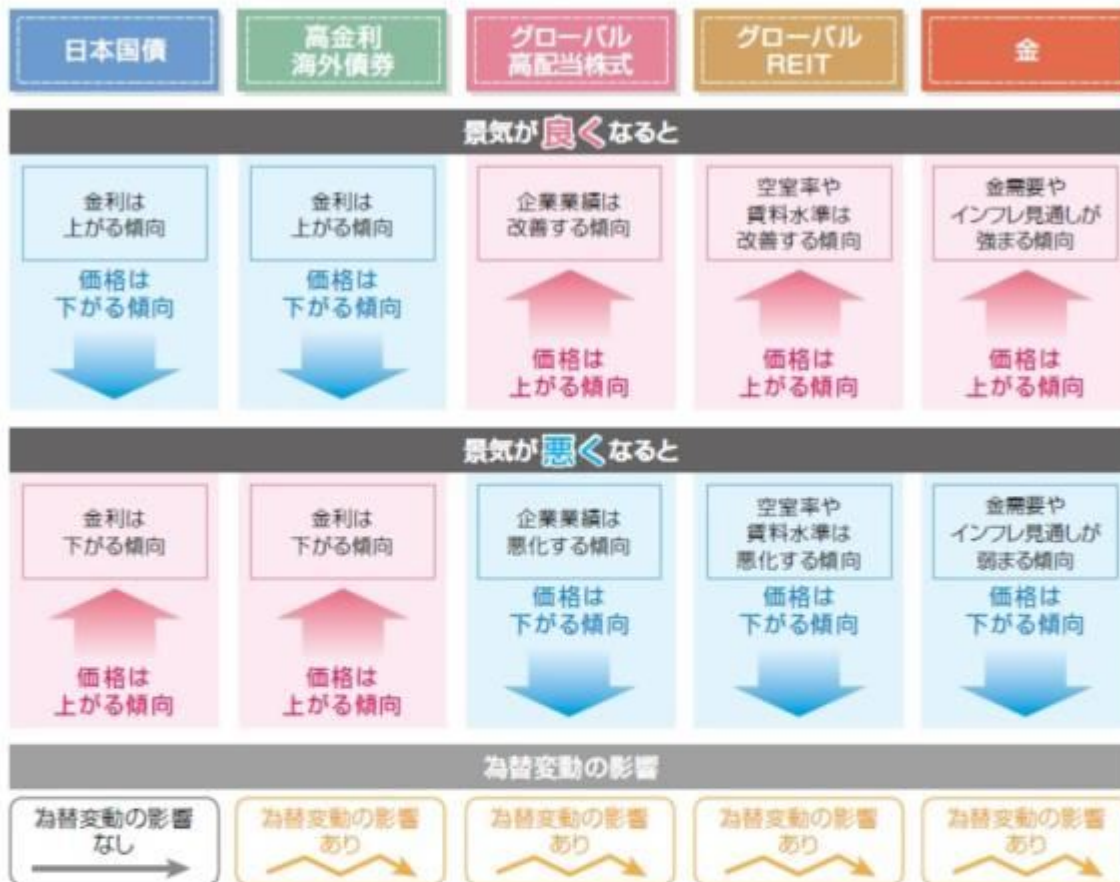 日本国債
高金利
海外債券
グローバル
高配当株式
グローバル
REIT
金
景気が良くなると
金利は
上がる傾向
価格は
下がる傾向
金利は
上がる傾向
価格は
下がる傾向
企業業績は
改善する傾向
価格は
上がる傾向
空室率や
賃料水準は
改善する傾向
価格は
上がる傾向
金需要や
インフレ見通しが
強まる傾向
価格は
上がる傾向
景気が悪くなると
金利は
下がる傾向
価格は
上がる傾向
金利は
下がる傾向
価格は
上がる傾向
企業業績は
悪化する傾向
価格は
下がる傾向
空室率や
賃料水準は
悪化する傾向
価格は
下がる傾向
金需要や
インフレ見通しが
弱まる傾向
価格は
下がる傾向
為替変動の影響
為替変動の影響
なし
為替変動の影響
あり
為替変動の影響
あり
為替変動の影響
あり
為替変動の影響
あり